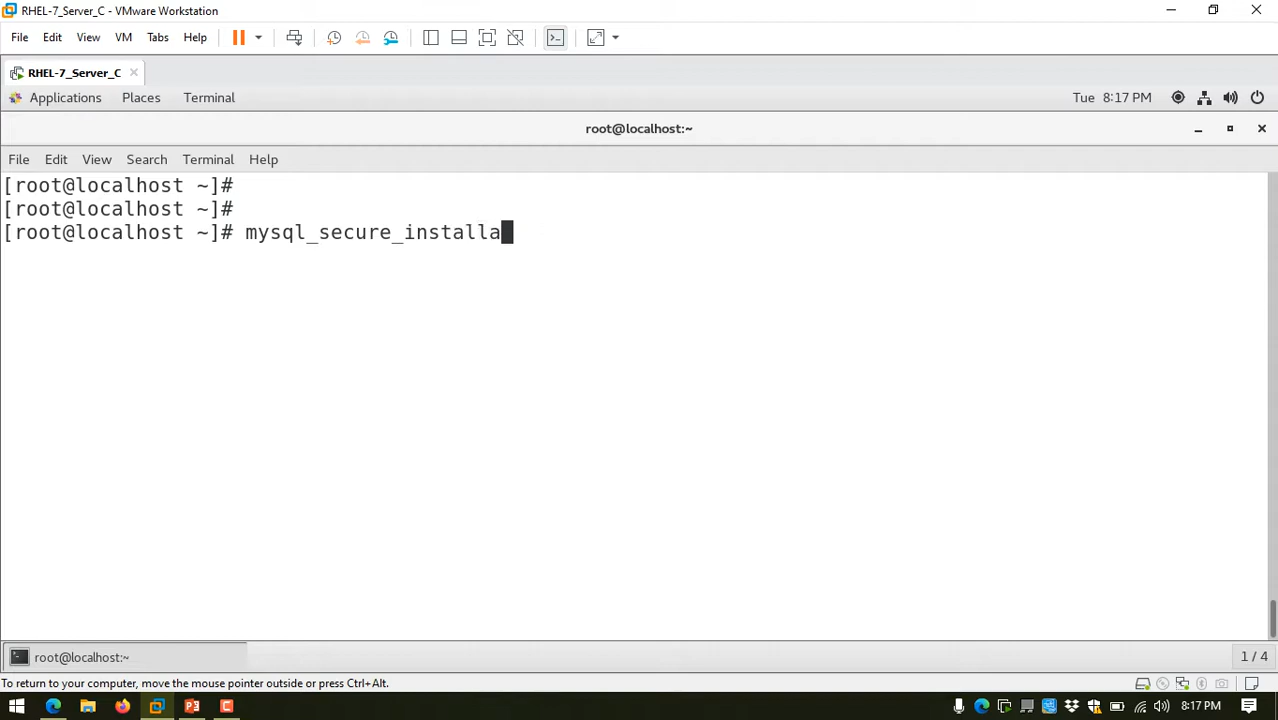 RHEL-7_Server_C - VMware Workstation
File Edit View VM Tabs Help
RHEL-7_Server_C
Applications Places Terminal Tue 8:17 PM
root@localhost:~
File Edit View Search Terminal Help
[root@localhost ~]#
[root@localhost ~]#
[root@localhost ~]# mysql_secure_installa
root@localhost:~ 1 / 4
To return to your computer, move the mouse pointer outside or press Ctrl+Alt.
8:17 PM